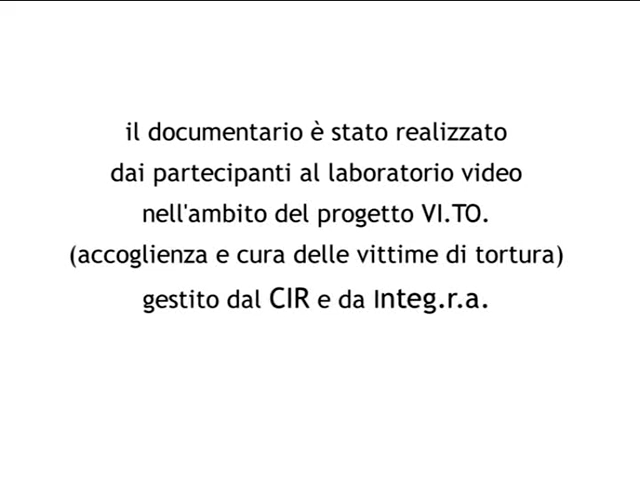 il documentario è stato realizzato
dai partecipanti al laboratorio video
nell'ambito del progetto VI.TO.
(accoglienza e cura delle vittime di tortura)
gestito dal CIR e da Integ.r.a.